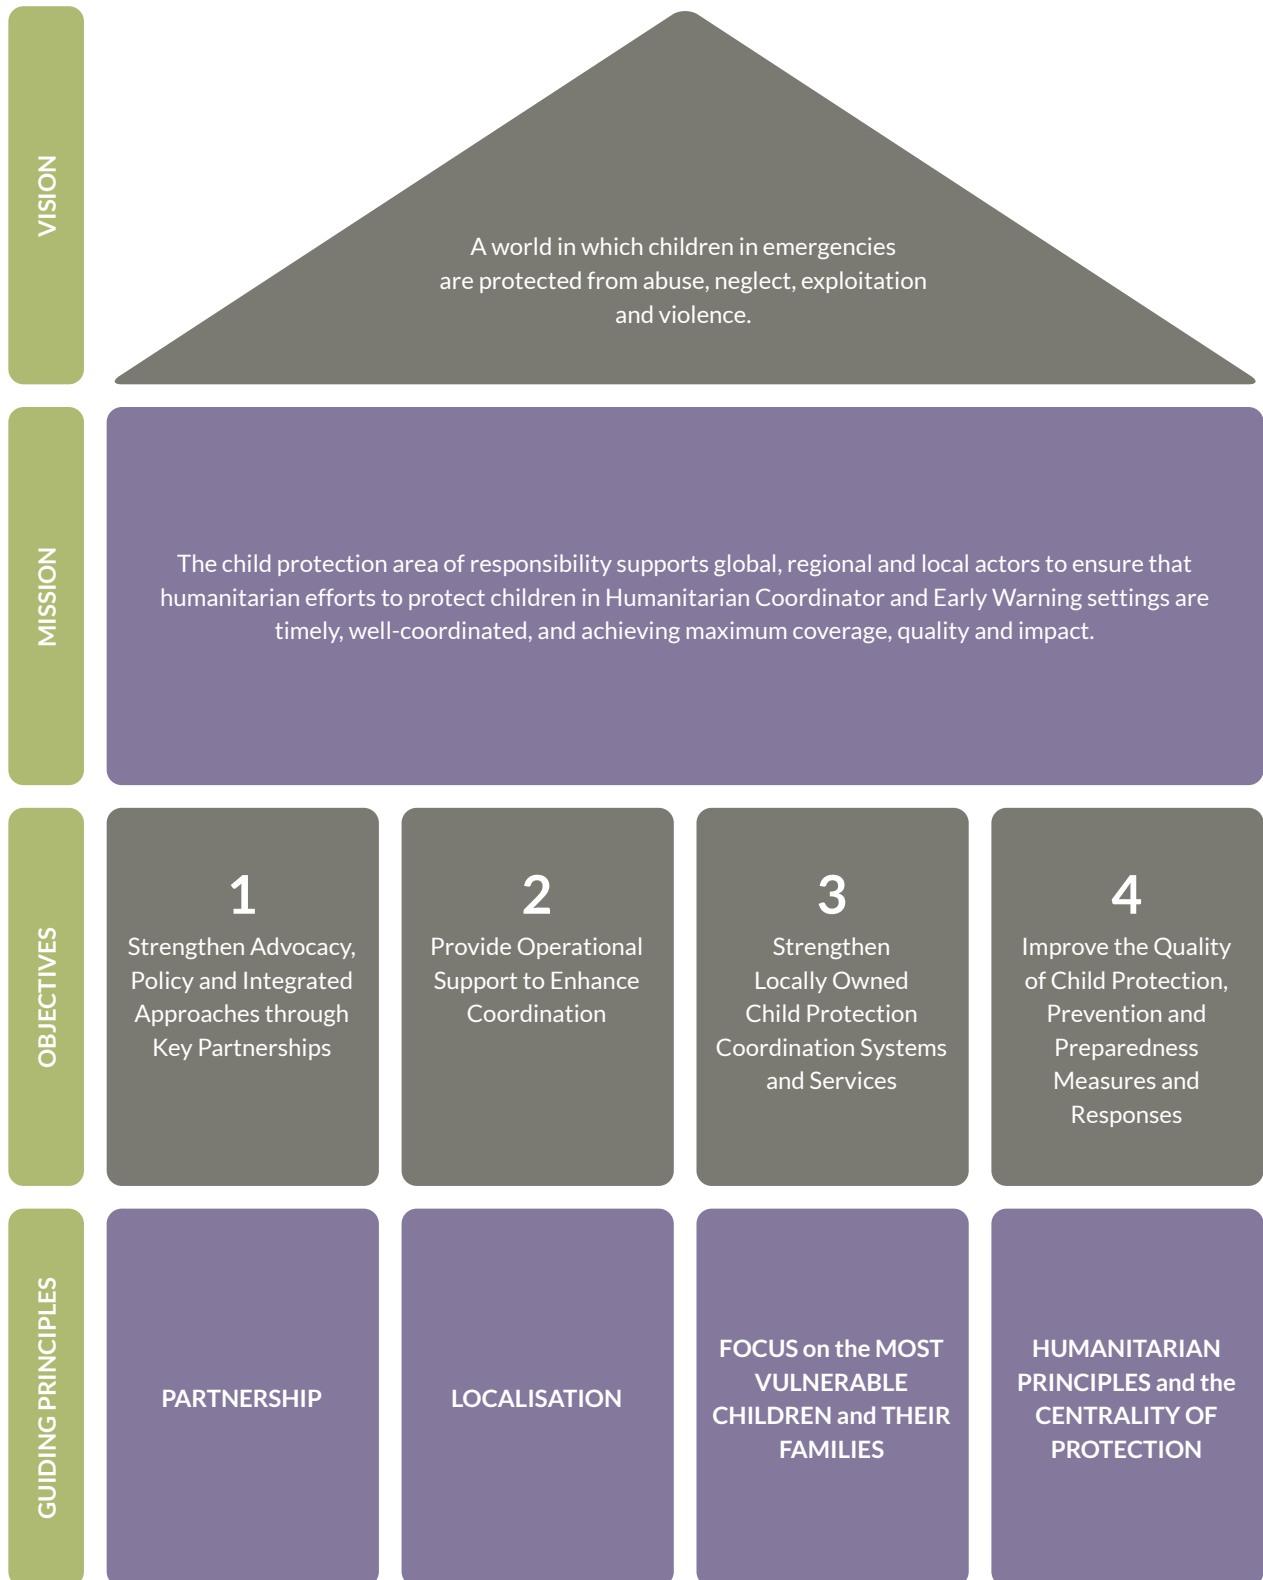 VISION
A world in which children in emergencies
are protected from abuse, neglect, exploitation
and violence.
MISSION
The child protection area of responsibility supports global, regional and local actors to ensure that
humanitarian efforts to protect children in Humanitarian Coordinator and Early Warning settings are
timely, well-coordinated, and achieving maximum coverage, quality and impact.
OBJECTIVES
1
Strengthen Advocacy,
Policy and Integrated
Approaches through
Key Partnerships
2
Provide Operational
Support to Enhance
Coordination
3
Strengthen
Locally Owned
Child Protection
Coordination Systems
and Services
4
Improve the Quality
of Child Protection,
Prevention and
Preparedness
Measures and
Responses
GUIDING PRINCIPLES
PARTNERSHIP
LOCALISATION
FOCUS on the MOST
VULNERABLE
CHILDREN and THEIR
FAMILIES
HUMANITARIAN
PRINCIPLES and the
CENTRALITY OF
PROTECTION